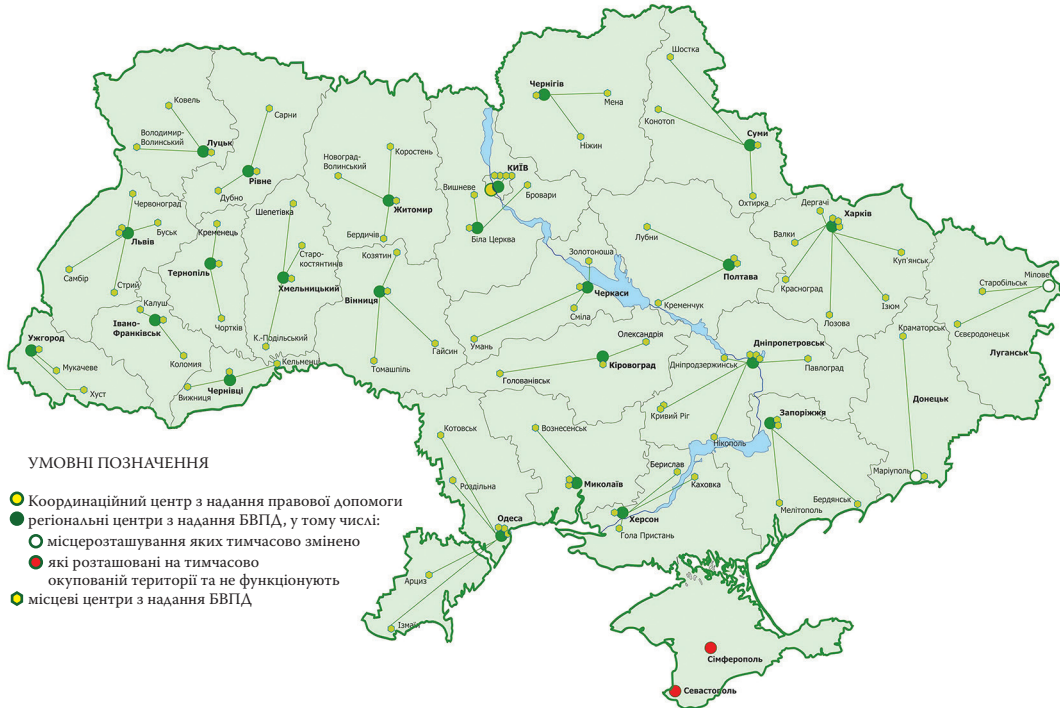 Шостка
Ковель
Чернігів
Мена
Сарни
Конотоп
Володимир-
Волинський
Луцьк
Ніжин
Суми
Новоград-
Волинський
Коростень
КИЇВ
Рівне
Вишневе
Бровари
Дубно
Охтирка
Дергачі
Харків
Червоноград
Шепетівка
Житомир
Буськ
Кременець
Львів
Бердичів
Біла Церква
Лубни
Валки
Старо-
костянтинів
Козятин
Золотоноша
Куп'янськ
Самбір
Тернопіль
Полтава
Мілове
Хмельницький
Вінниця
Черкаси
Красноград
Старобільськ
Стрий
Кременчук
Ізюм
Калуш
Сміла
Лозова
Чортків
Сєвєродонецьк
Івано-
Франківськ
Олександрія
Краматорськ
Ужгород
К.-Подільський
Умань
Дніпропетровськ
Луганськ
Гайсин
Коломия
Кельменці
Кіровоград
Дніпродзержинськ
Павлоград
Мукачеве
Томашпіль
Голованівськ
Чернівці
Вижниця
Хуст
Донецьк
Кривий Ріг
Запоріжжя
Котовськ
Вознесенськ
Нікополь
УМОВНІ ПОЗНАЧЕННЯ
Берислав
Маріуполь
Роздільна
Миколаїв
Каховка
Координаційний центр з надання правової допомоги
Бердянськ
Мелітополь
Одеса
Херсон
регіональні центри з надання БВПД, у тому числі:
Гола Пристань
місцерозташування яких тимчасово змінено
які розташовані на тимчасово
окупованій території та не функціонують
Арциз
місцеві центри з надання БВПД
Ізмаїл
Сімферополь
Севастополь